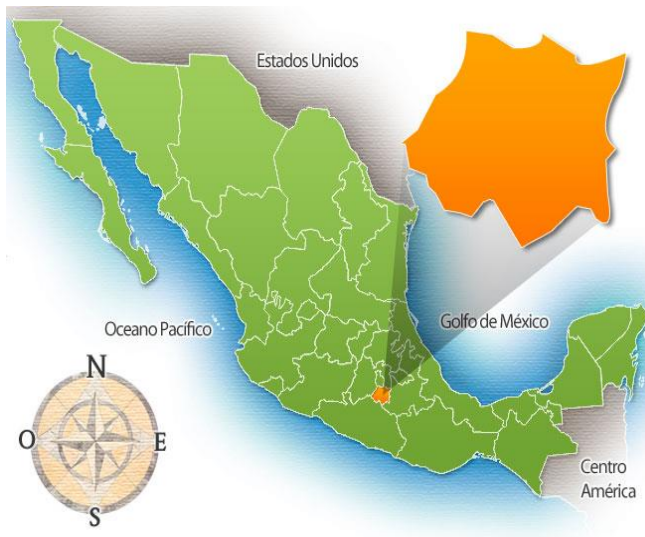 Estados Unidos
Oceano Pacífico
Golfo de México
N
O
E
S
Centro
América